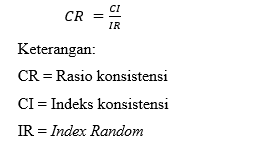 CR = CI/IR
Keterangan:
CR = Rasio konsistensi
CI = Indeks konsistensi
IR = Index Random